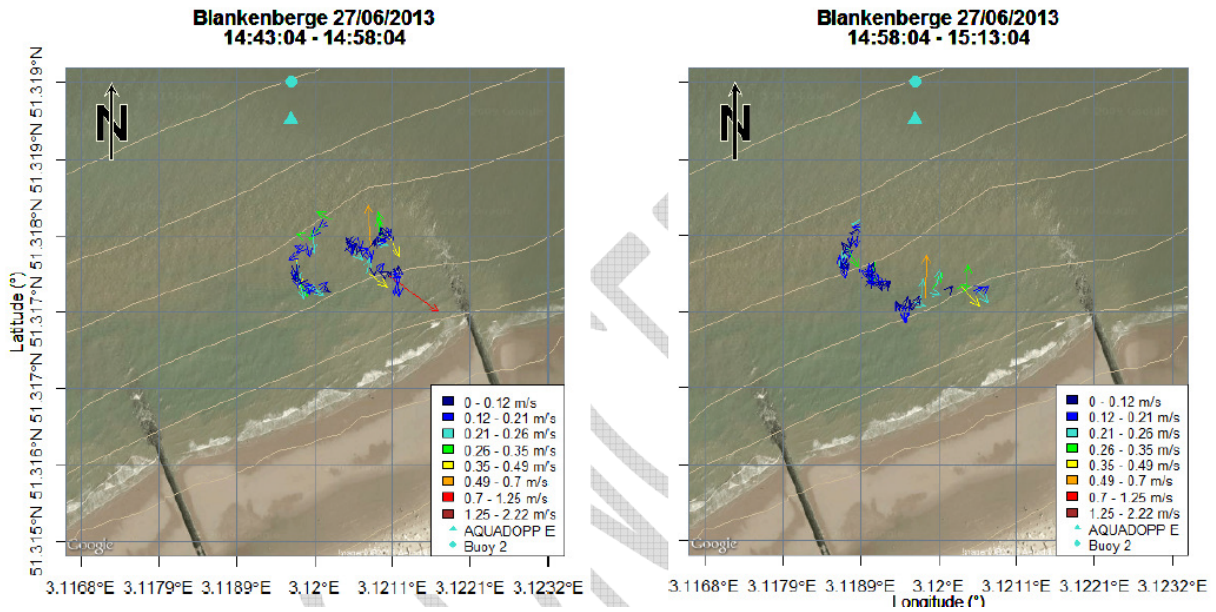 Blankenberge 27/06/2013
14:43:04 - 14:58:04
N
Latitude (°)
51.319°N
51.319°N
51.318°N
51.317°N
51.317°N
51.316°N
51.315°N
0 - 0.12 m/s
0.12 - 0.21 m/s
0.21 - 0.26 m/s
0.26 - 0.35 m/s
0.35 - 0.49 m/s
0.49 - 0.7 m/s
0.7 - 1.25 m/s
1.25 - 2.22 m/s
AQUADOPP E
Buoy 2
Google
3.1168°E 3.1179°E 3.1189°E 3.12°E 3.1211°E 3.1221°E 3.1232°E
Blankenberge 27/06/2013
14:58:04 - 15:13:04
N
0 - 0.12 m/s
0.12 - 0.21 m/s
0.21 - 0.26 m/s
0.26 - 0.35 m/s
0.35 - 0.49 m/s
0.49 - 0.7 m/s
0.7 - 1.25 m/s
1.25 - 2.22 m/s
AQUADOPP E
Buoy 2
Google
3.1168°E 3.1179°E 3.1189°E 3.12°E 3.1211°E 3.1221°E 3.1232°E
Longitude (°)